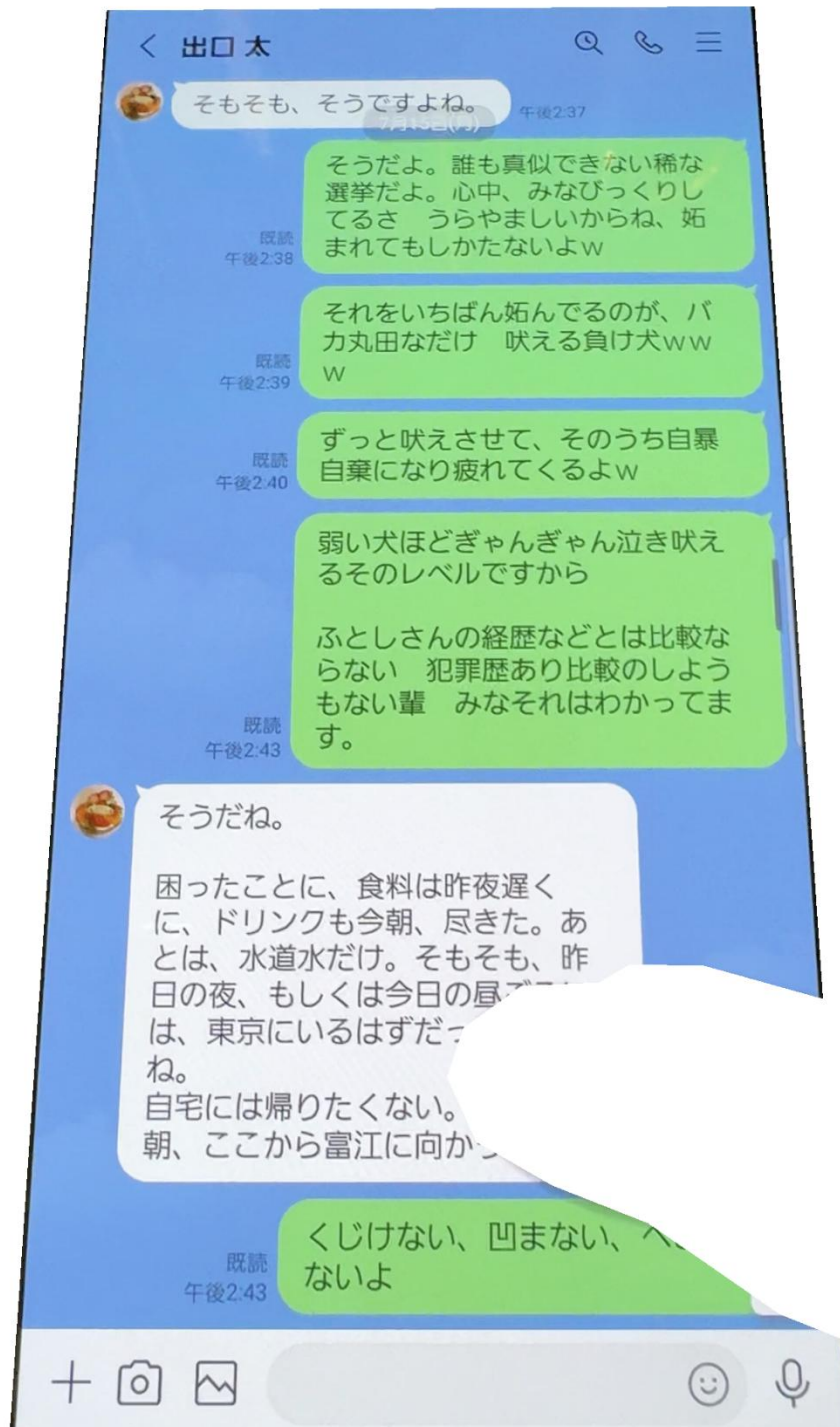 出口 太
そもそも、そうですよね。
午後2:37
7月15日(月)
そうだよ。誰も真似できない稀な
選挙だよ。心中、みなびっくりし
てるさ　うらやましいからね、妬
まれてもしかたないよw
既読
午後2:38
それをいちばん妬んでるのが、バ
カ丸田なだけ　吠える負け犬ww
w
既読
午後2:39
ずっと吠えさせて、そのうち自暴
自棄になり疲れてくるよw
既読
午後2:40
弱い犬ほどぎゃんぎゃん泣き吠え
るそのレベルですから
ふとしさんの経歴などとは比較な
らない　犯罪歴あり比較のしよう
もない輩　みなそれはわかってま
す。
既読
午後2:43
そうだね。
困ったことに、食料は昨夜遅く
に、ドリンクも今朝、尽きた。あ
とは、水道水だけ。そもそも、昨
日の夜、もしくは今日の昼
は、東京にいるはずだっ
ね。
自宅には帰りたくない。
朝、ここから富江に向か
くじけない、凹まない、へ
ないよ
既読
午後2:43